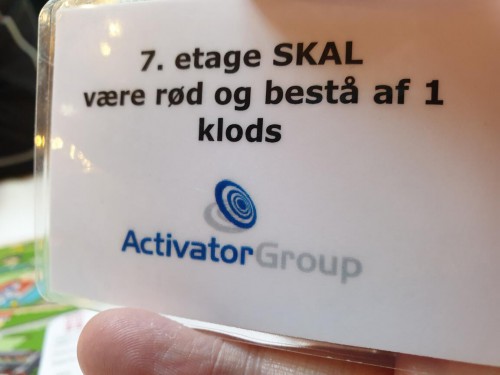 7. etage SKAL
være rød og bestå af 1
klods
ActivatorGroup